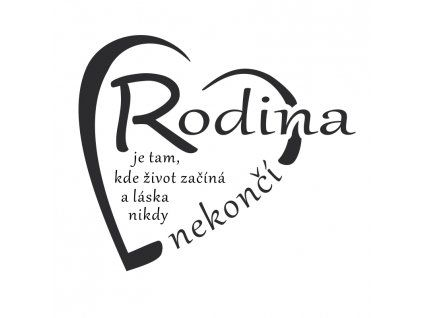 Rodina
je tam,
kde život začíná
a láska
nikdy
nekončí